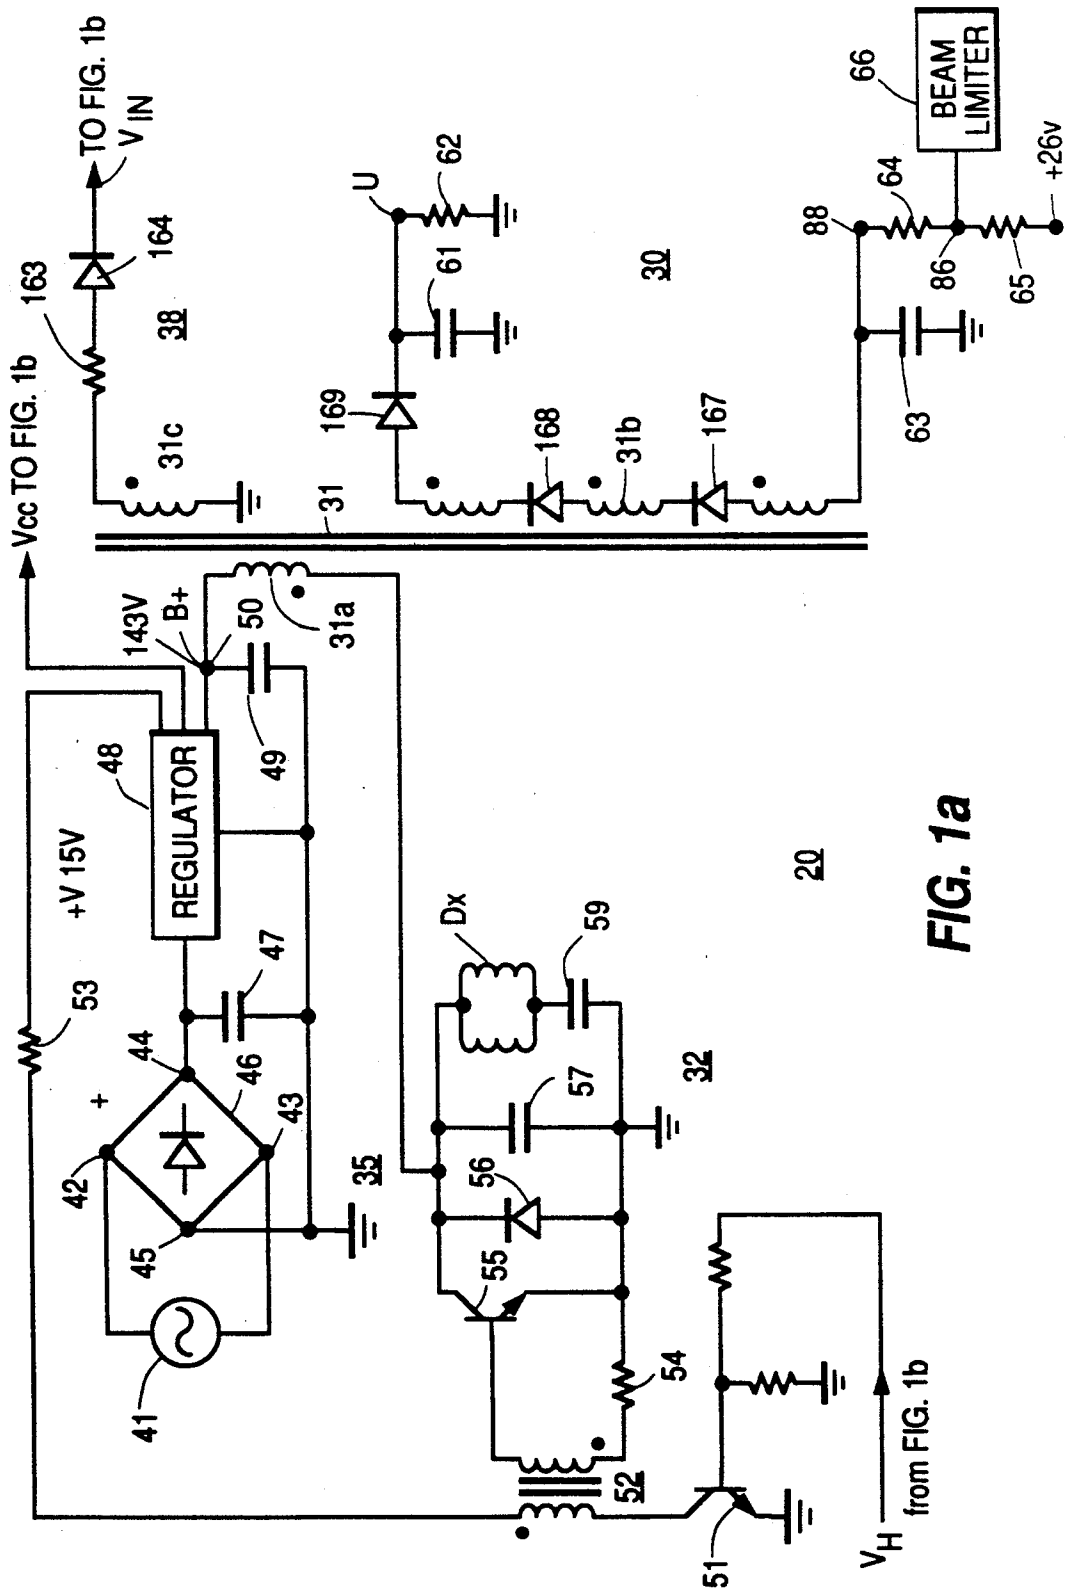 Vcc TO FIG. 1b
TO FIG. 1b
V IN
163
164
38
31c
+V 15V
53
48
REGULATOR
143V
B+
50
49
31a
31
44
+
42
46
47
43
45
41
35
U
62
61
30
169
168
31b
167
88
64
66
BEAM
LIMITER
86
65
+26v
63
Dx
59
57
32
56
55
54
52
51
VH
from FIG. 1b
20
FIG. 1a